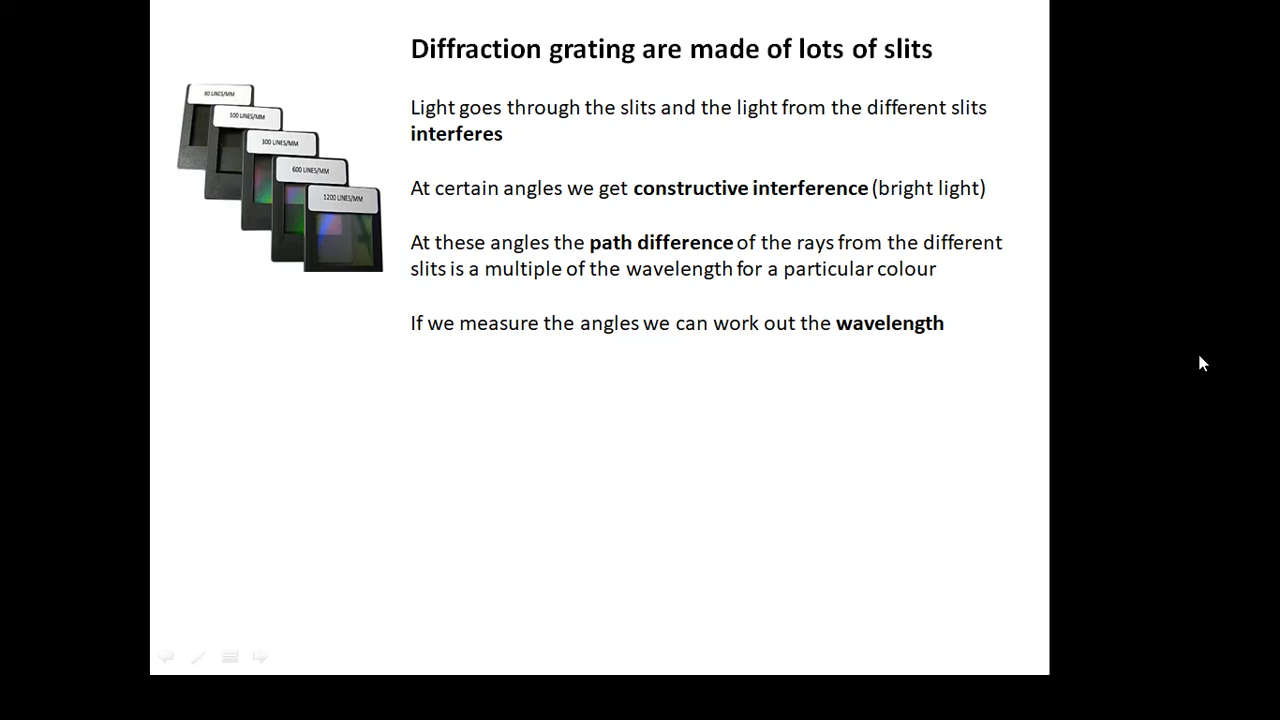 Diffraction grating are made of lots of slits
80 LINES/MM
100 LINES/MM
300 LINES/MM
600 LINES/MM
1200 LINES/MM
Light goes through the slits and the light from the different slits
interferes
At certain angles we get constructive interference (bright light)
At these angles the path difference of the rays from the different
slits is a multiple of the wavelength for a particular colour
If we measure the angles we can work out the wavelength